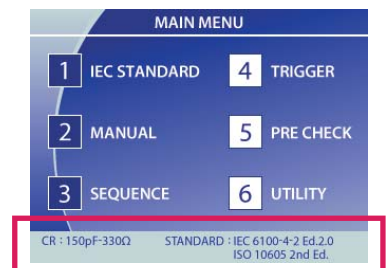 MAIN MENU
1 IEC STANDARD 4 TRIGGER
2 MANUAL 5 PRE CHECK
3 SEQUENCE 6 UTILITY
CR : 150pF-330Ω STANDARD : IEC 6100-4-2 Ed.2.0
ISO 10605 2nd Ed.